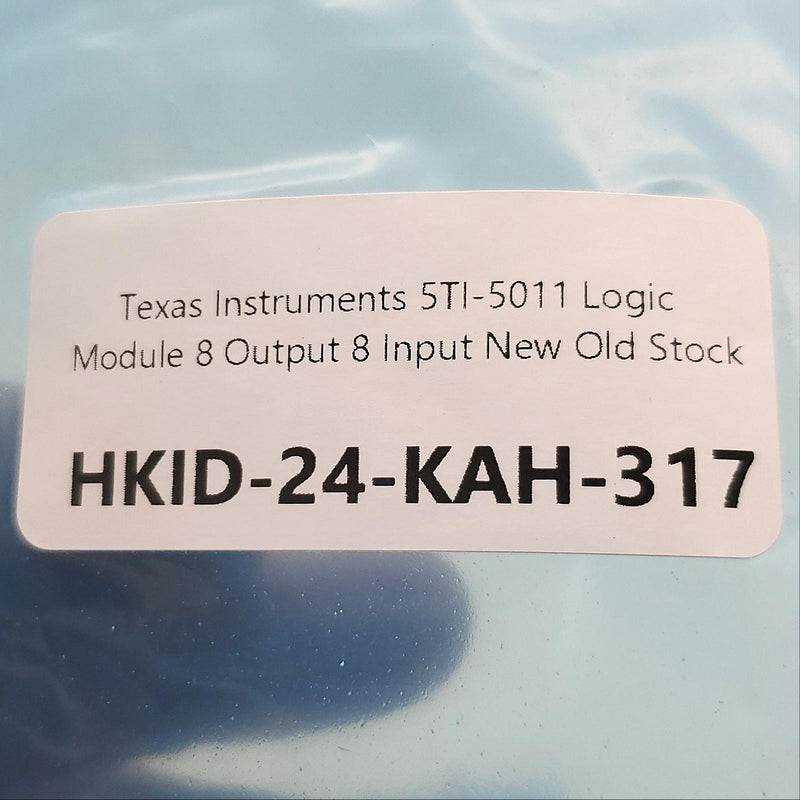 Texas Instruments 5TI-5011 Logic
Module 8 Output 8 Input New Old Stock
HKID-24-KAH-317